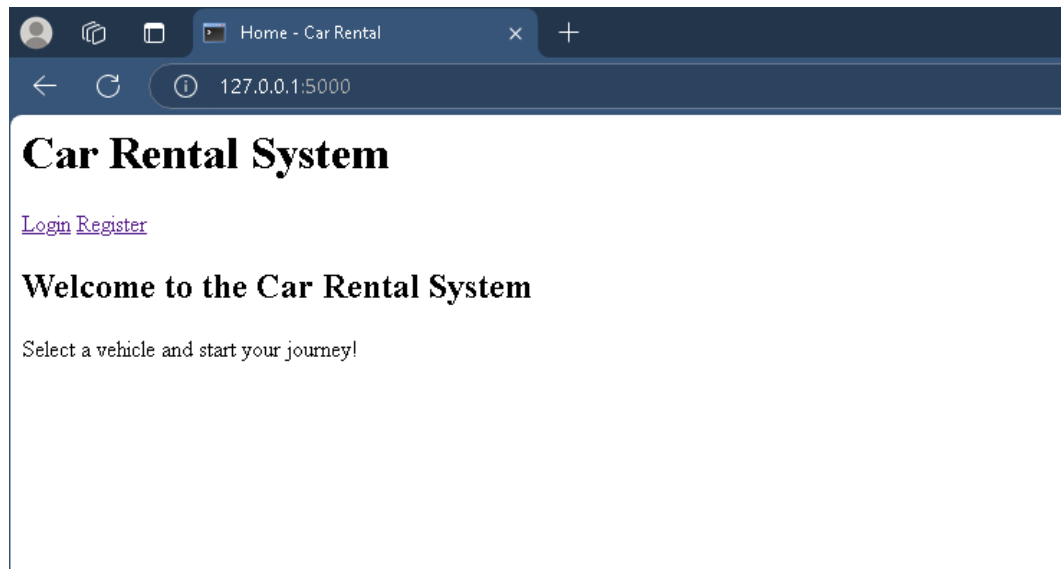 Home - Car Rental
127.0.0.1:5000
Car Rental System
Login Register
Welcome to the Car Rental System
Select a vehicle and start your journey!